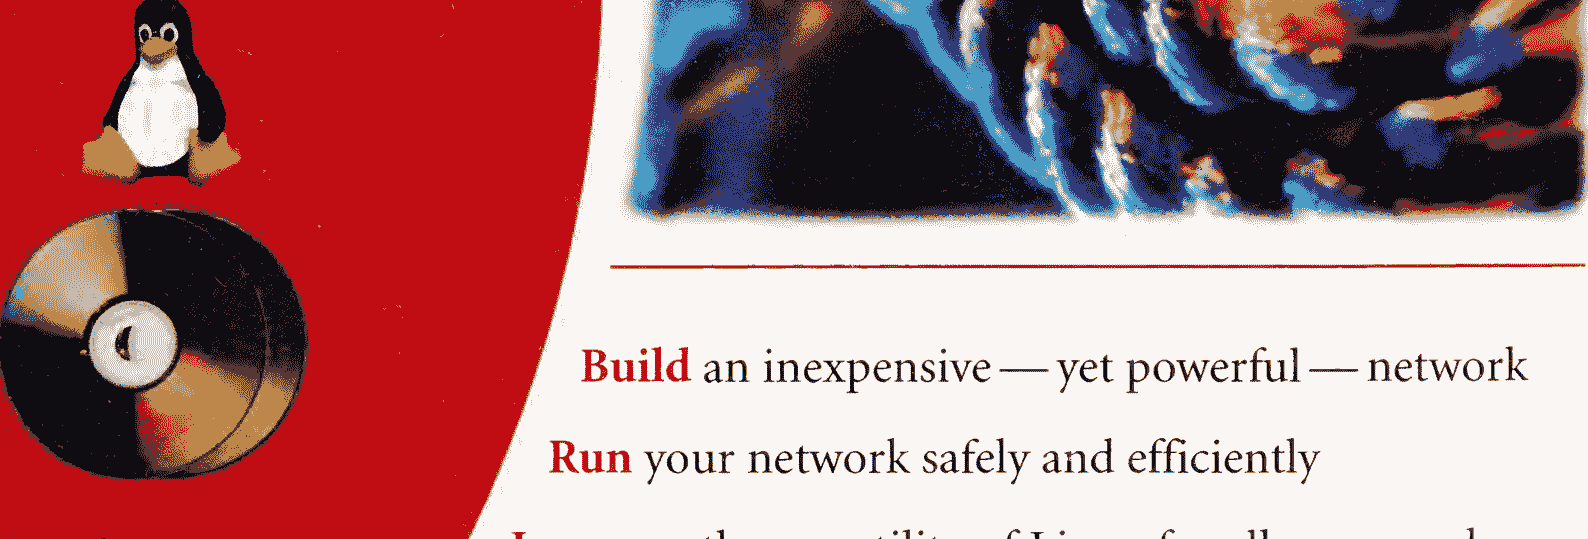 Build an inexpensive — yet powerful — network
Run your network safely and efficiently